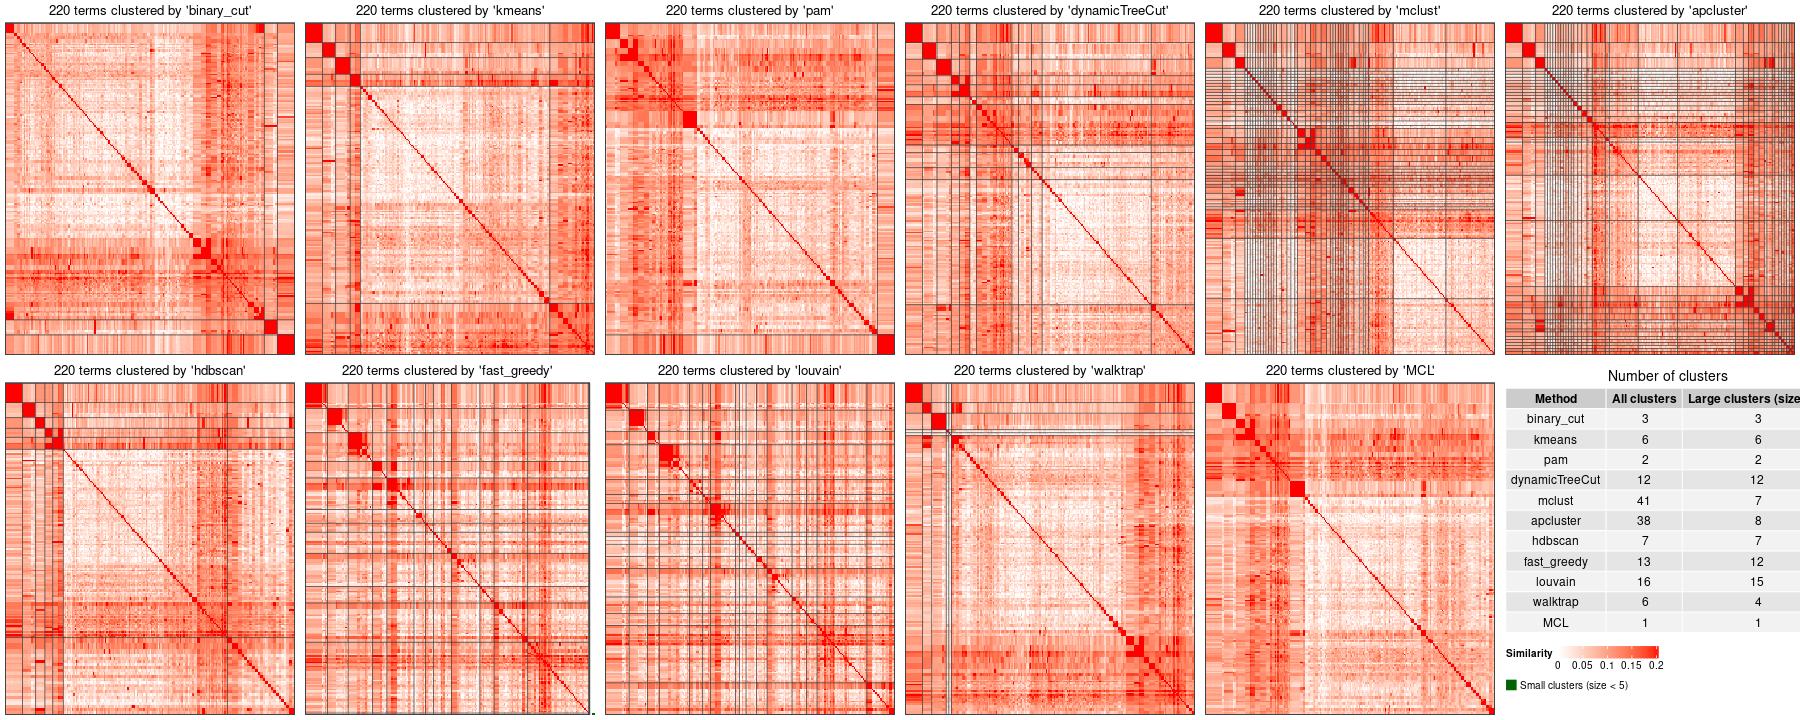 220 terms clustered by 'binary_cut'
220 terms clustered by 'kmeans'
220 terms clustered by 'pam'
220 terms clustered by 'dynamicTreeCut'
220 terms clustered by 'mclust'
220 terms clustered by 'apcluster'
220 terms clustered by 'hdbscan'
220 terms clustered by 'fast_greedy'
220 terms clustered by 'louvain'
220 terms clustered by 'walktrap'
220 terms clustered by 'MCL'
Number of clusters
Method All clusters Large clusters (size
binary_cut 3 3
kmeans 6 6
pam 2 2
dynamicTreeCut 12 12
mclust 41 7
apcluster 38 8
hdbscan 7 7
fast_greedy 13 12
louvain 16 15
walktrap 6 4
MCL 1 1
Similarity
0 0.05 0.1 0.15 0.2
Small clusters (size < 5)